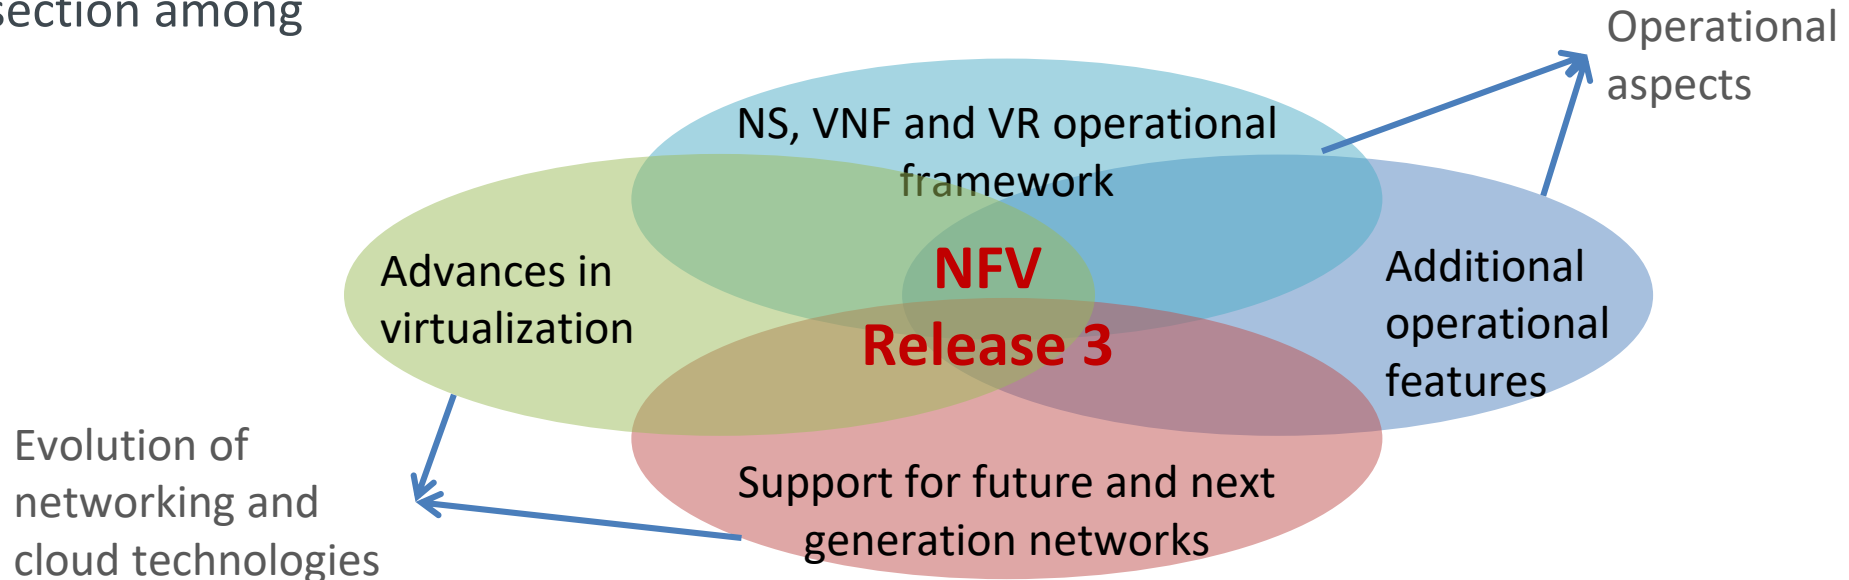 section among
Operational
aspects
NS, VNF and VR operational
framework
Advances in
virtualization
NFV
Release 3
Additional
operational
features
Evolution of
networking and
cloud technologies
Support for future and next
generation networks